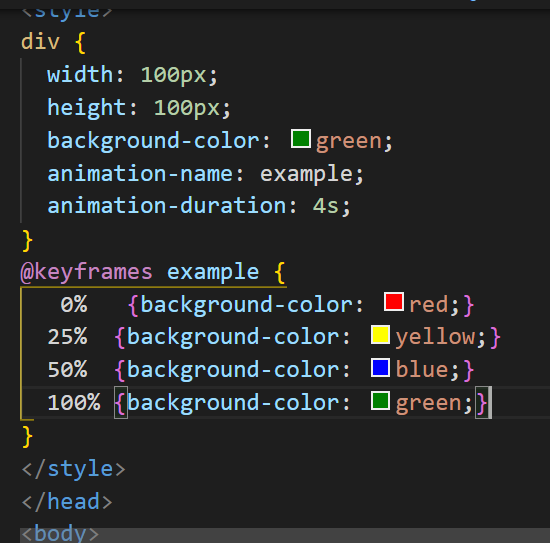 <style>
div {
  width: 100px;
  height: 100px;
  background-color: green;
  animation-name: example;
  animation-duration: 4s;
}
@keyframes example {
   0%   {background-color: red;}
  25%  {background-color: yellow;}
  50%  {background-color: blue;}
  100% {background-color: green;}
}
</style>
</head>
<body>